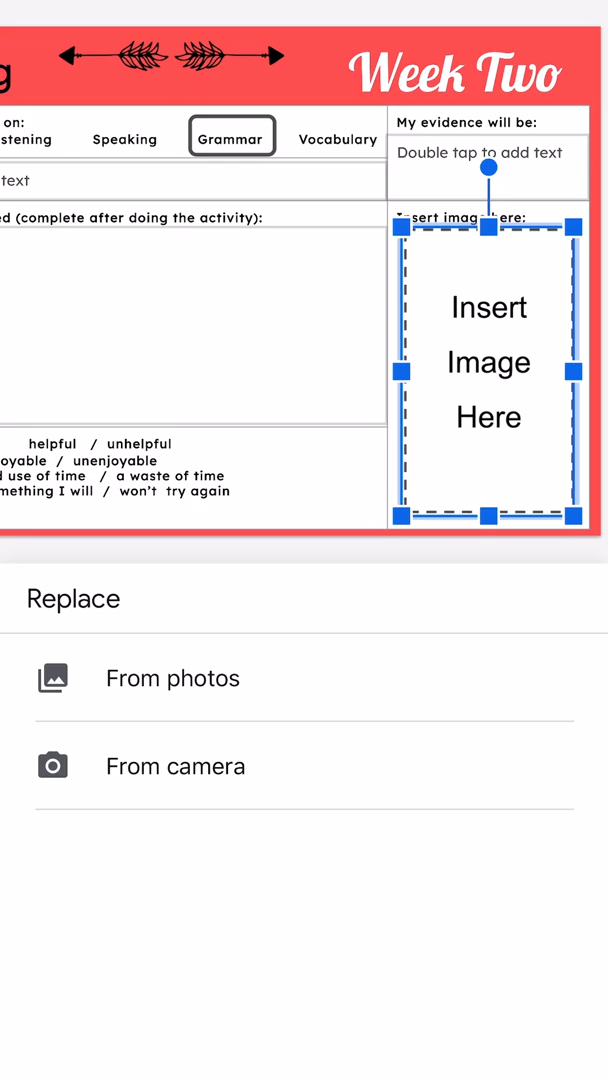 g
Week Two
on:
stening
Speaking
Grammar
Vocabulary
My evidence will be:
Double tap to add text
text
ed (complete after doing the activity):
Insert image here:
Insert
Image
Here
helpful / unhelpful
oyable / unenjoyable
d use of time / a waste of time
mething I will / won't try again
Replace
From photos
From camera